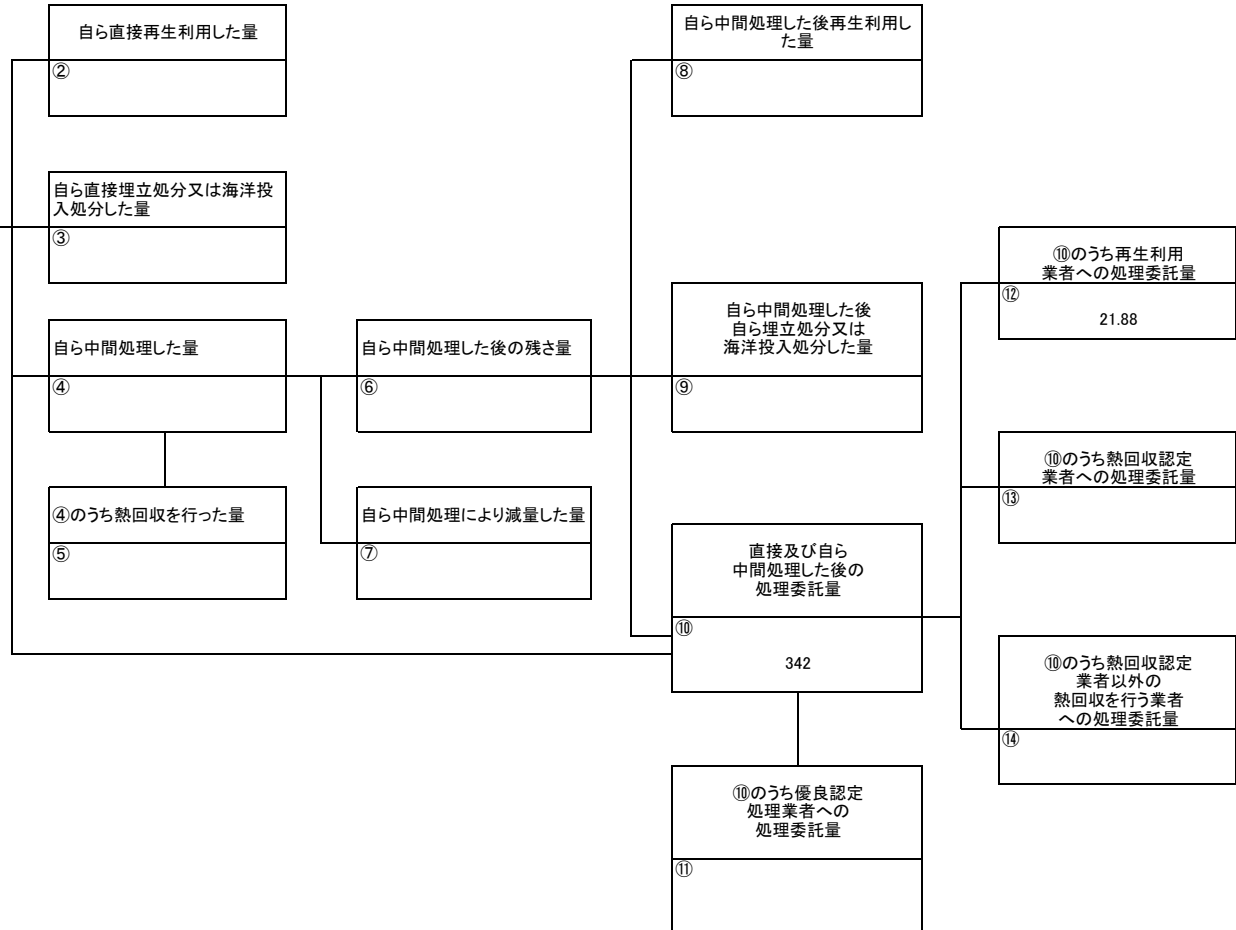 自ら直接再生利用した量
②
自ら直接埋立処分又は海洋投
入処分した量
③
自ら中間処理した量
④
④のうち熱回収を行った量
⑤
自ら中間処理した後の残さ量
⑥
自ら中間処理により減量した量
⑦
自ら中間処理した後再生利用し
た量
⑧
自ら中間処理した後
自ら埋立処分又は
海洋投入処分した量
⑨
直接及び自ら
中間処理した後の
処理委託量
⑩
342
⑩のうち優良認定
処理業者への
処理委託量
⑪
⑩のうち再生利用
業者への処理委託量
⑫
21.88
⑩のうち熱回収認定
業者への処理委託量
⑬
⑩のうち熱回収認定
業者以外の
熱回収を行う業者
への処理委託量
⑭